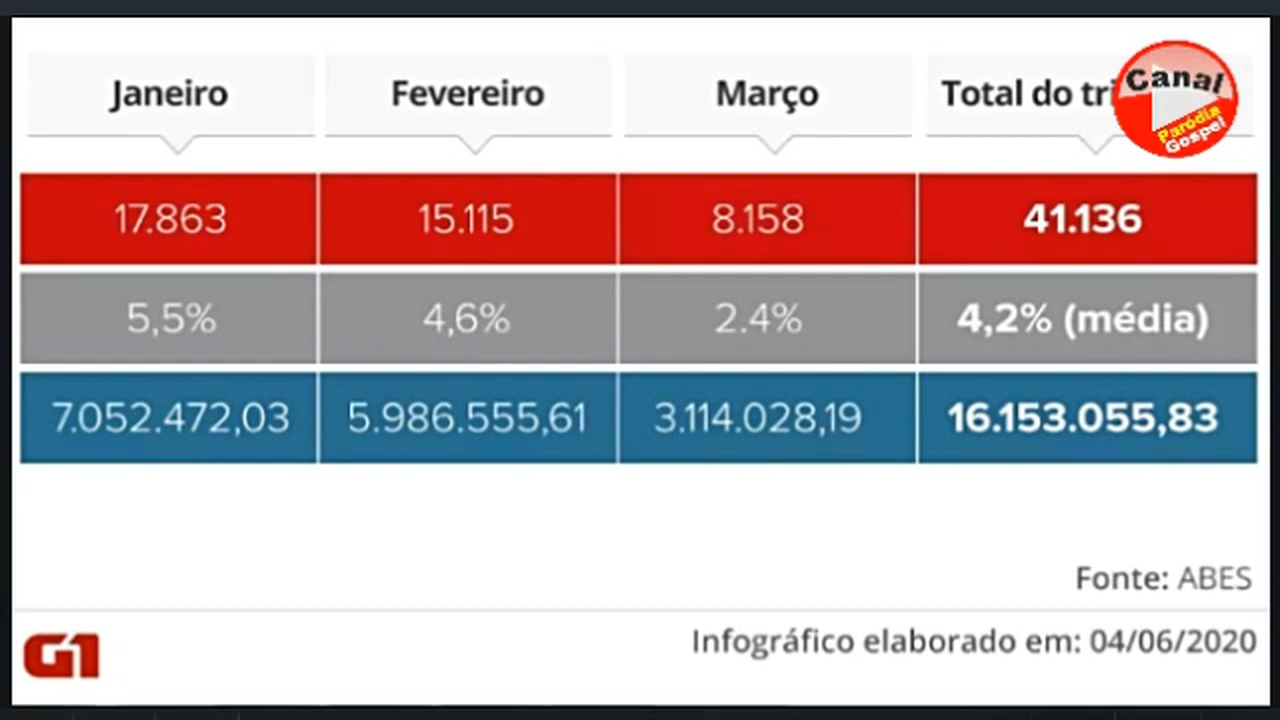 Janeiro Fevereiro Março Total do
Canal
Paródia
Gospel
17.863 15.115 8.158 41.136
5,5% 4,6% 2.4% 4,2% (média)
7.052.472,03 5.986.555,61 3.114.028,19 16.153.055,83
Fonte: ABES
G1
Infográfico elaborado em: 04/06/2020